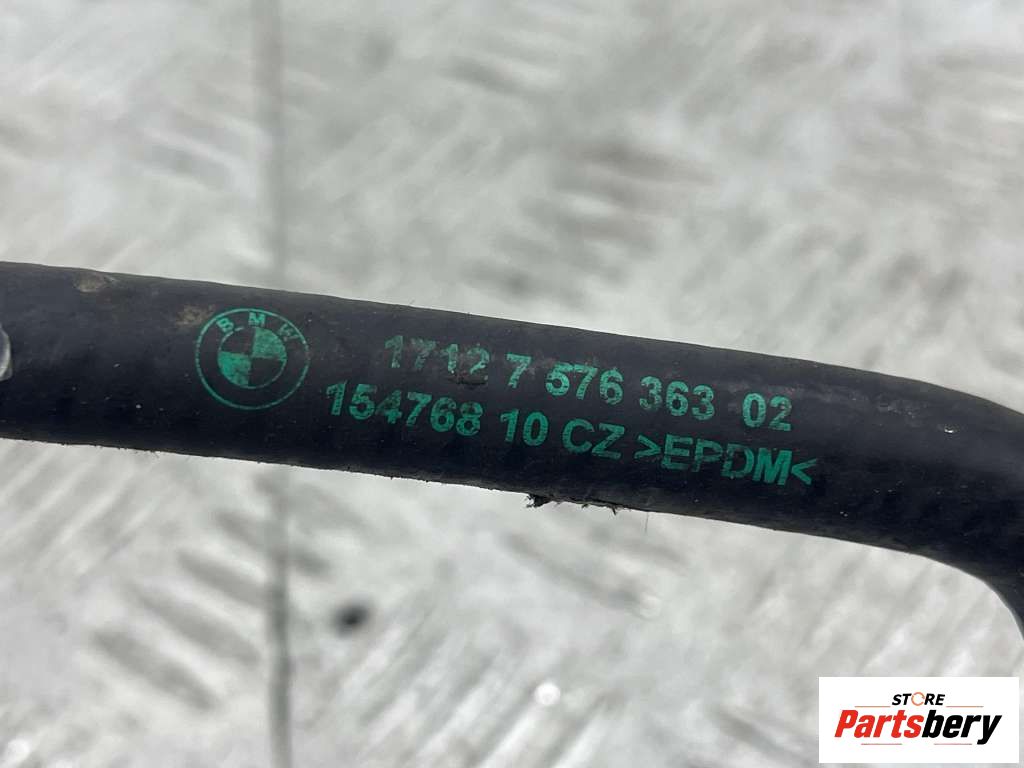 BMW
1712 7 576 363 02
154768 10 CZ >EPDM<
STORE
Partsbery